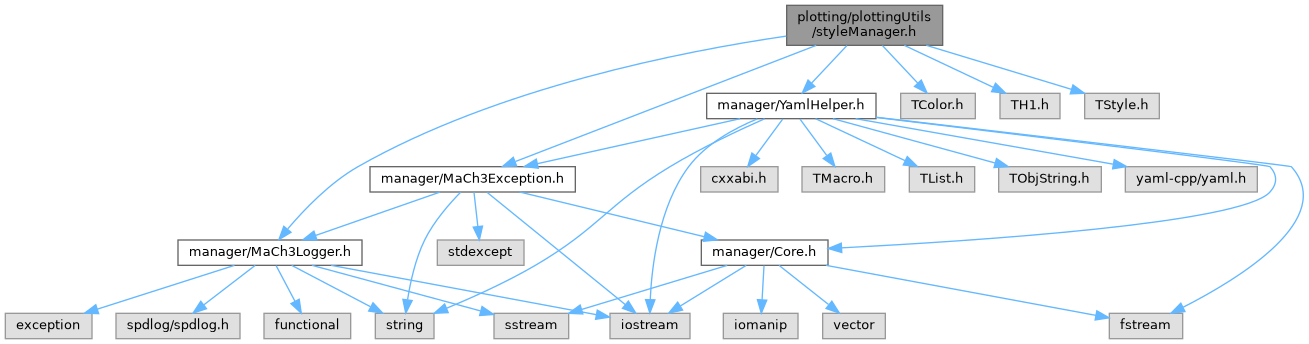 plotting/plottingUtils
/styleManager.h
manager/YamlHelper.h
TColor.h
TH1.h
TStyle.h
manager/MaCh3Exception.h
cxxabi.h
TMacro.h
TList.h
TObjString.h
yaml-cpp/yaml.h
manager/MaCh3Logger.h
stdexcept
manager/Core.h
exception
spdlog/spdlog.h
functional
string
sstream
iostream
iomanip
vector
fstream